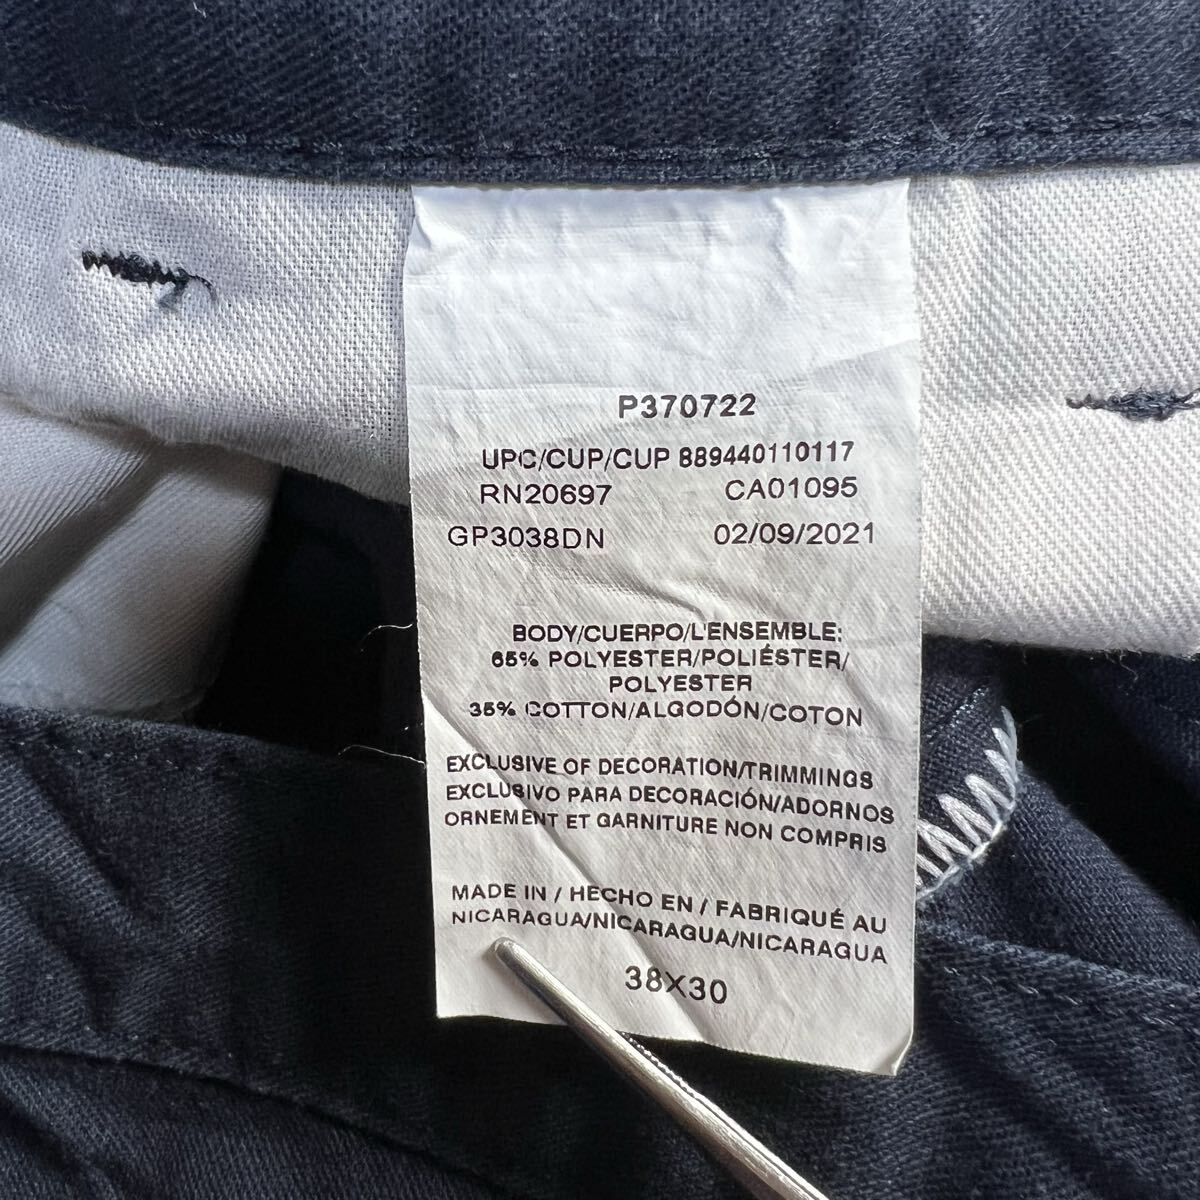 P370722
UPC/CUP/CUP 889440110117
RN20697 CA01095
GP3038DN 02/09/2021
BODY/CUERPO/L'ENSEMBLE:
65% POLYESTER/POLIÉSTER/
POLYESTER
35% COTTON/ALGODÓN/COTON
EXCLUSIVE OF DECORATION/TRIMMINGS
EXCLUSIVO PARA DECORACIÓN/ADORNOS
ORNEMENT ET GARNITURE NON COMPRIS
MADE IN / HECHO EN / FABRIQUÉ AU
NICARAGUA/NICARAGUA/NICARAGUA
38X30